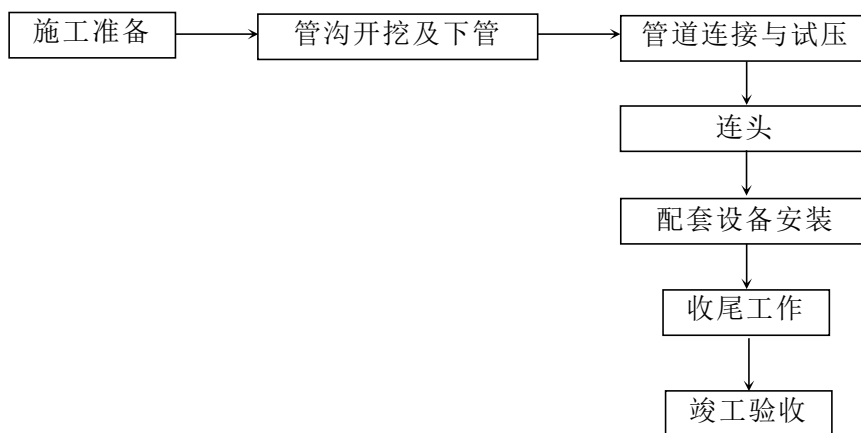 施工准备
管沟开挖及下管
管道连接与试压
连头
配套设备安装
收尾工作
竣工验收